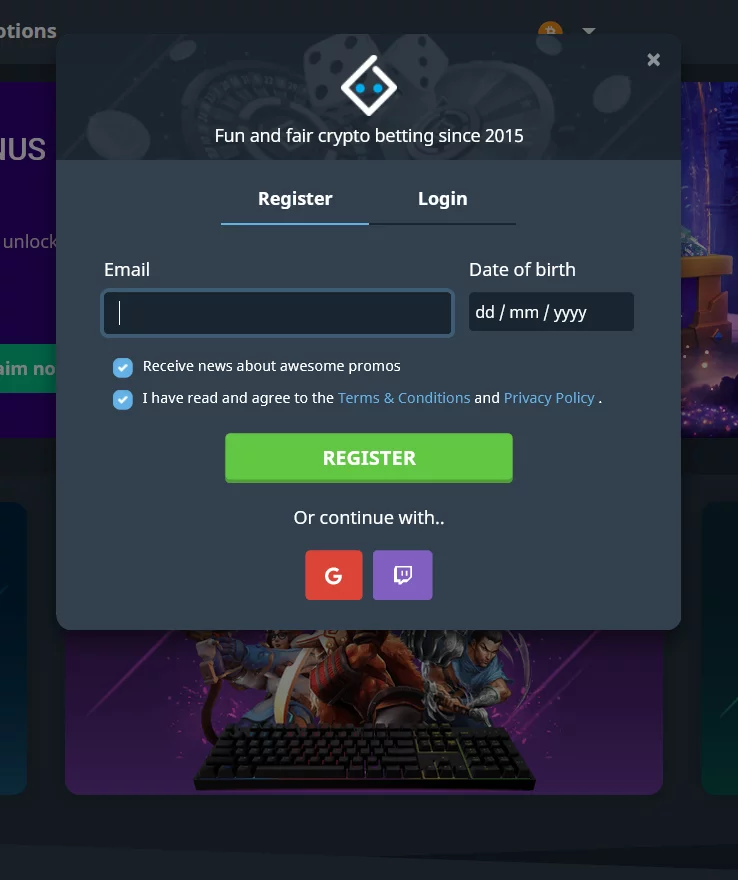 ptions
Fun and fair crypto betting since 2015
NUS
Register Login
unlock
Email Date of birth
dd / mm / yyyy
aim no
Receive news about awesome promos
I have read and agree to the Terms & Conditions and Privacy Policy .
REGISTER
Or continue with..
G